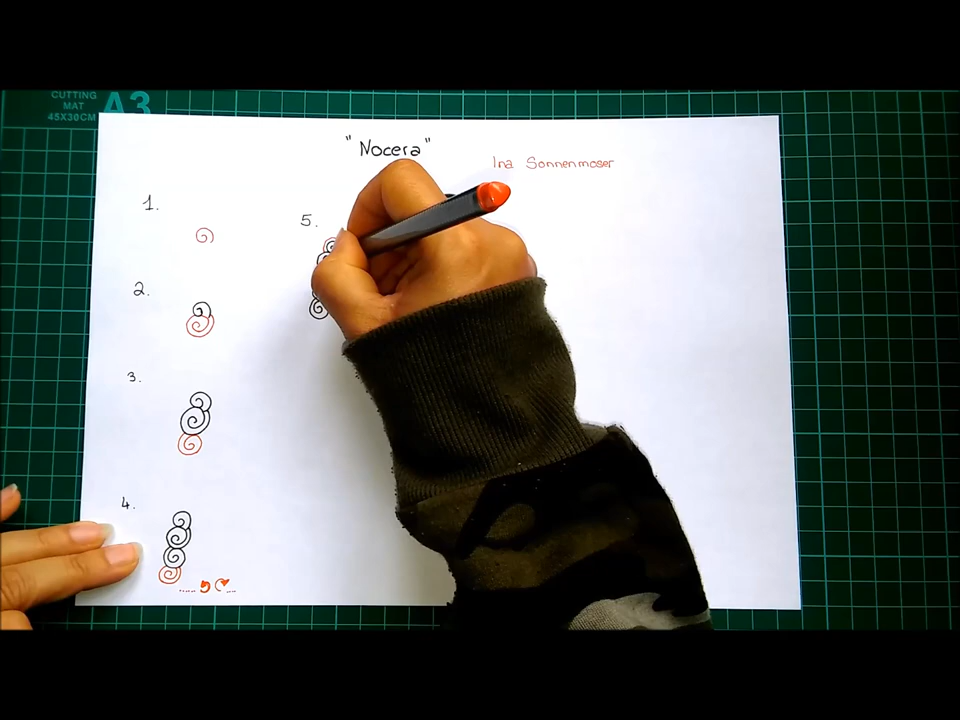 CUTTING
MAT
45X30CM
A3
"Nocera"
Ina Sonnenmoser
1.
5.
2.
3.
4.